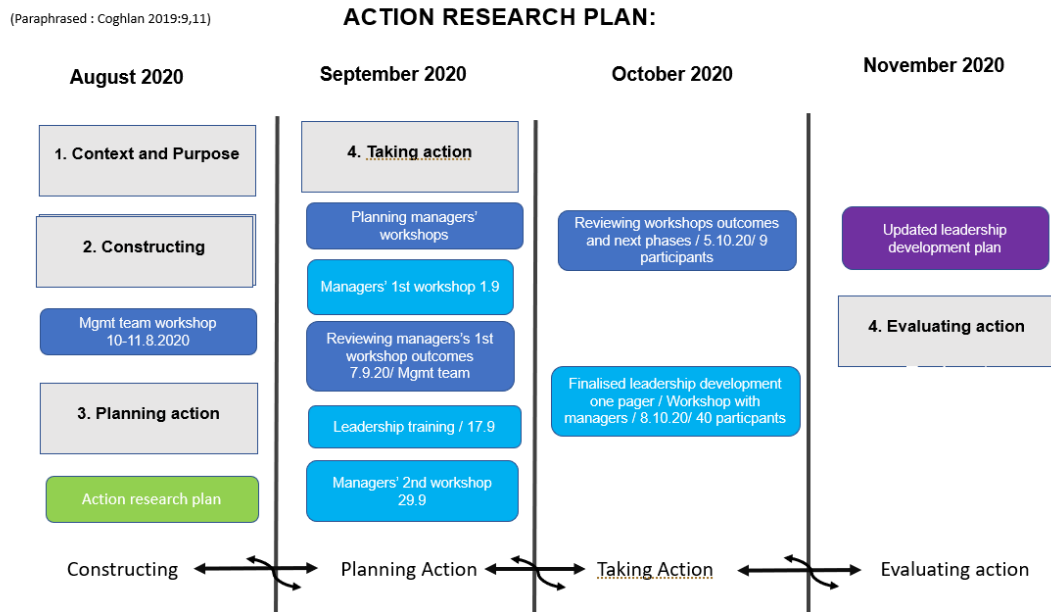 (Paraphrased : Coghlan 2019:9,11)
ACTION RESEARCH PLAN:
August 2020
September 2020
October 2020
November 2020
1. Context and Purpose
2. Constructing
Mgmt team workshop
10-11.8.2020
3. Planning action
Action research plan
4. Taking action
Planning managers’
workshops
Managers’ 1st workshop 1.9
Reviewing managers’s 1st
workshop outcomes
7.9.20/ Mgmt team
Leadership training / 17.9
Managers’ 2nd workshop
29.9
Reviewing workshops outcomes
and next phases / 5.10.20/ 9
participants
Finalised leadership development
one pager / Workshop with
managers / 8.10.20/ 40 particpants
Updated leadership
development plan
4. Evaluating action
Constructing
Planning Action
Taking Action
Evaluating action